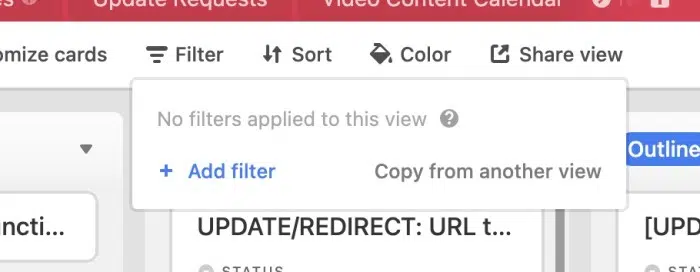 Update Requests
Video Content Calendar
omize cards
Filter
Sort
Color
Share view
No filters applied to this view ?
+ Add filter
Copy from another view
Outline
uncti...
UPDATE/REDIRECT: URL t...
[UPD
STATUS